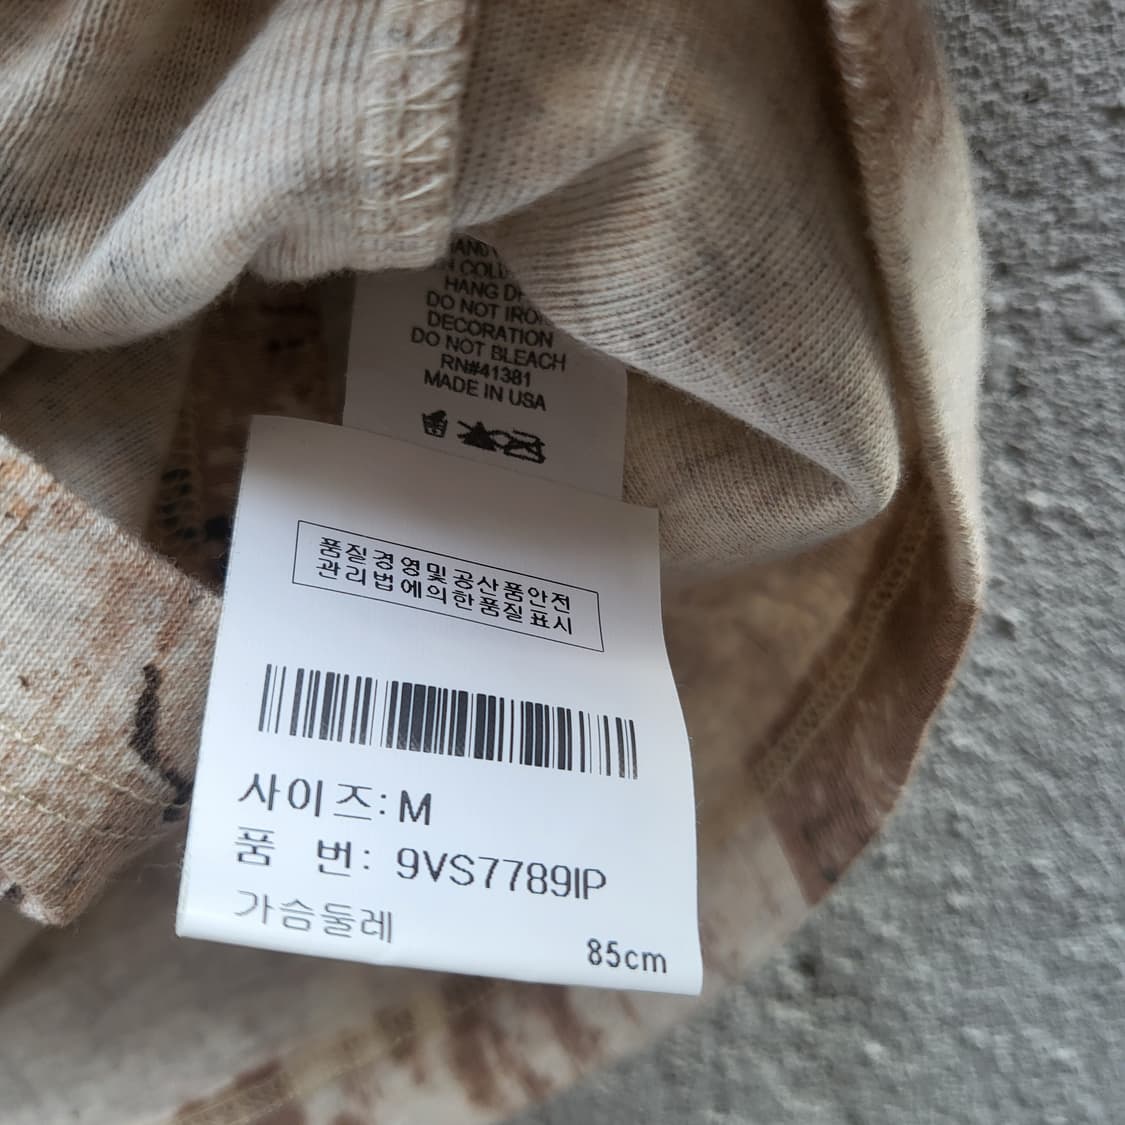 HANG
DO NOT IRON
DECORATION
DO NOT BLEACH
RN#41381
MADE IN USA
품질경영및공산품안전
관리법에의한품질표시
사이즈: M
품 번: 9VS7789IP
가슴둘레
85cm